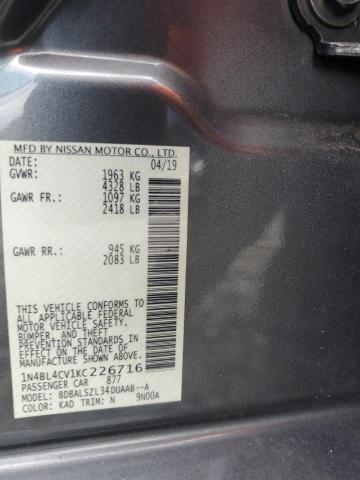 MFD BY NISSAN MOTOR CO., LTD.
DATE: 04/19
GVWR: 1963 KG
4328 LB
GAWR FR.: 1097 KG
2418 LB
GAWR RR.: 945 KG
2083 LB
THIS VEHICLE CONFORMS TO
ALL APPLICABLE FEDERAL
MOTOR VEHICLE SAFETY,
BUMPER, AND THEFT
PREVENTION STANDARDS
IN EFFECT ON THE DATE OF
MANUFACTURE SHOWN ABOVE.
1N4BL4CV1KC226716
PASSENGER CAR 877
MODEL: BDBALSZL34DUAAB--A
COLOR: KAD TRIM: N 9N00A